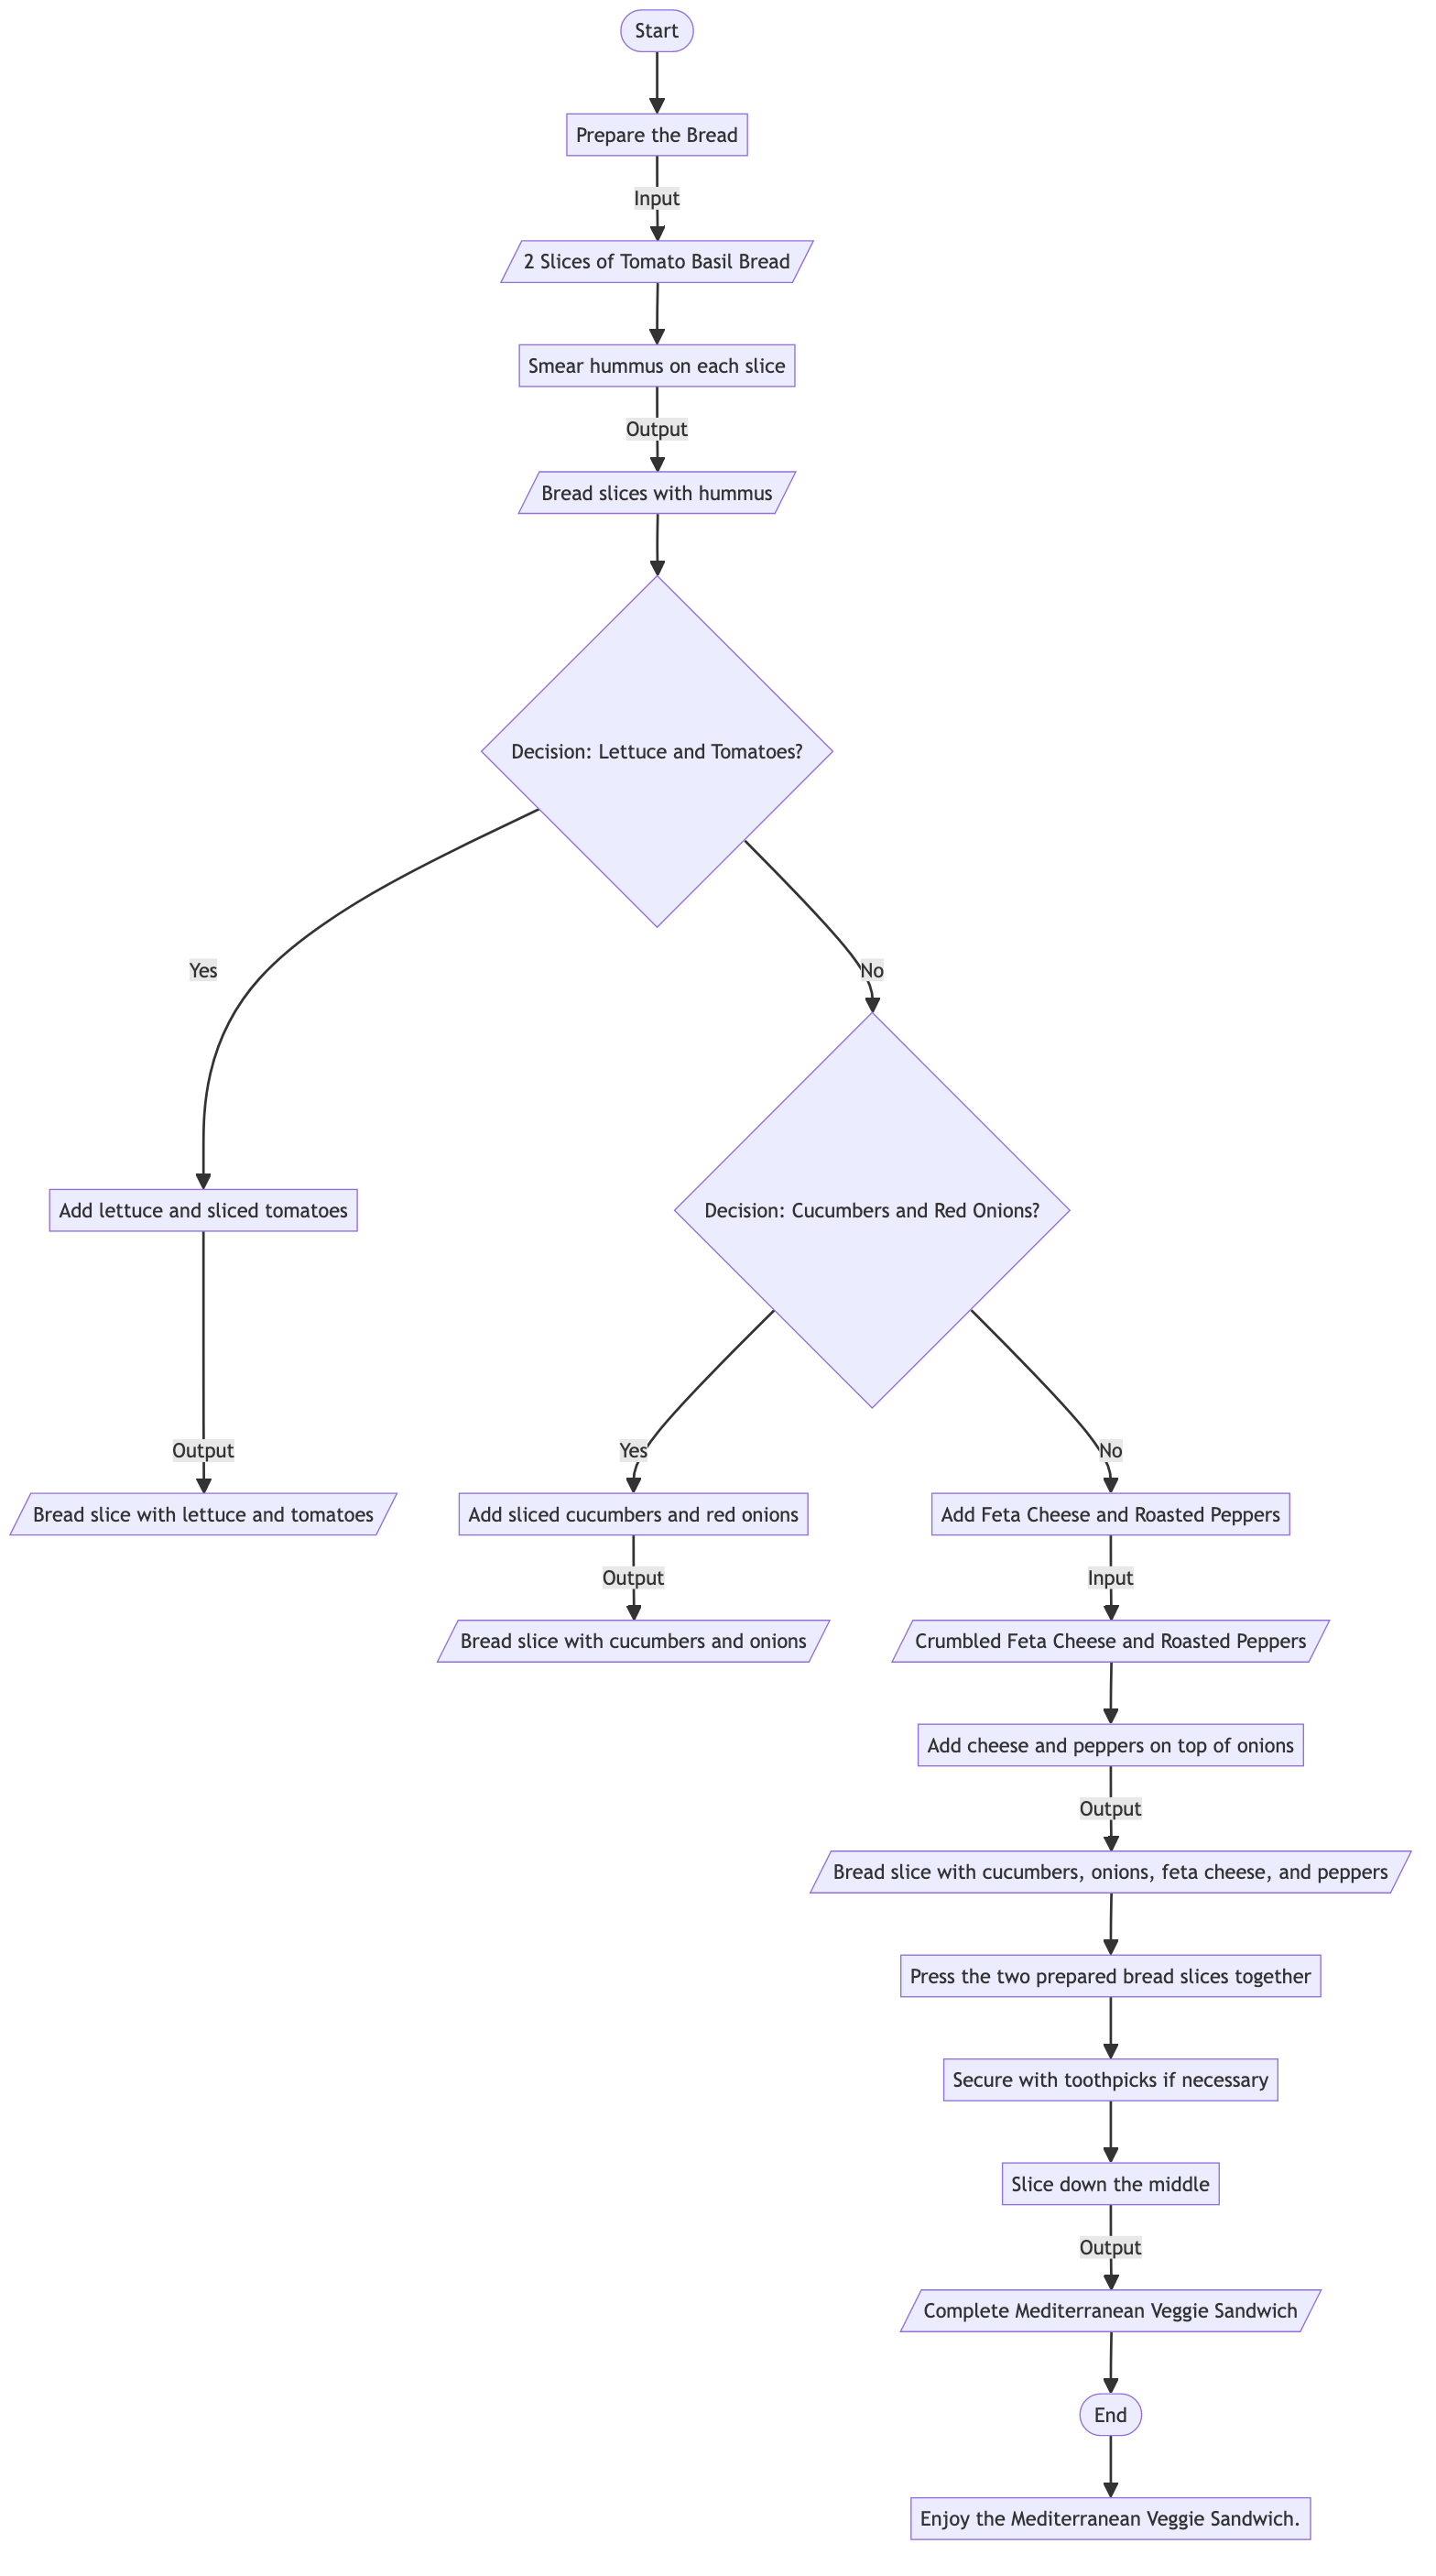 Start
Prepare the Bread
Input
2 Slices of Tomato Basil Bread
Smear hummus on each slice
Output
Bread slices with hummus
Decision: Lettuce and Tomatoes?
Yes
No
Add lettuce and sliced tomatoes
Decision: Cucumbers and Red Onions?
Output
Yes
No
Bread slice with lettuce and tomatoes
Add sliced cucumbers and red onions
Add Feta Cheese and Roasted Peppers
Output
Input
Bread slice with cucumbers and onions
Crumbled Feta Cheese and Roasted Peppers
Add cheese and peppers on top of onions
Output
Bread slice with cucumbers, onions, feta cheese, and peppers
Press the two prepared bread slices together
Secure with toothpicks if necessary
Slice down the middle
Output
Complete Mediterranean Veggie Sandwich
End
Enjoy the Mediterranean Veggie Sandwich.